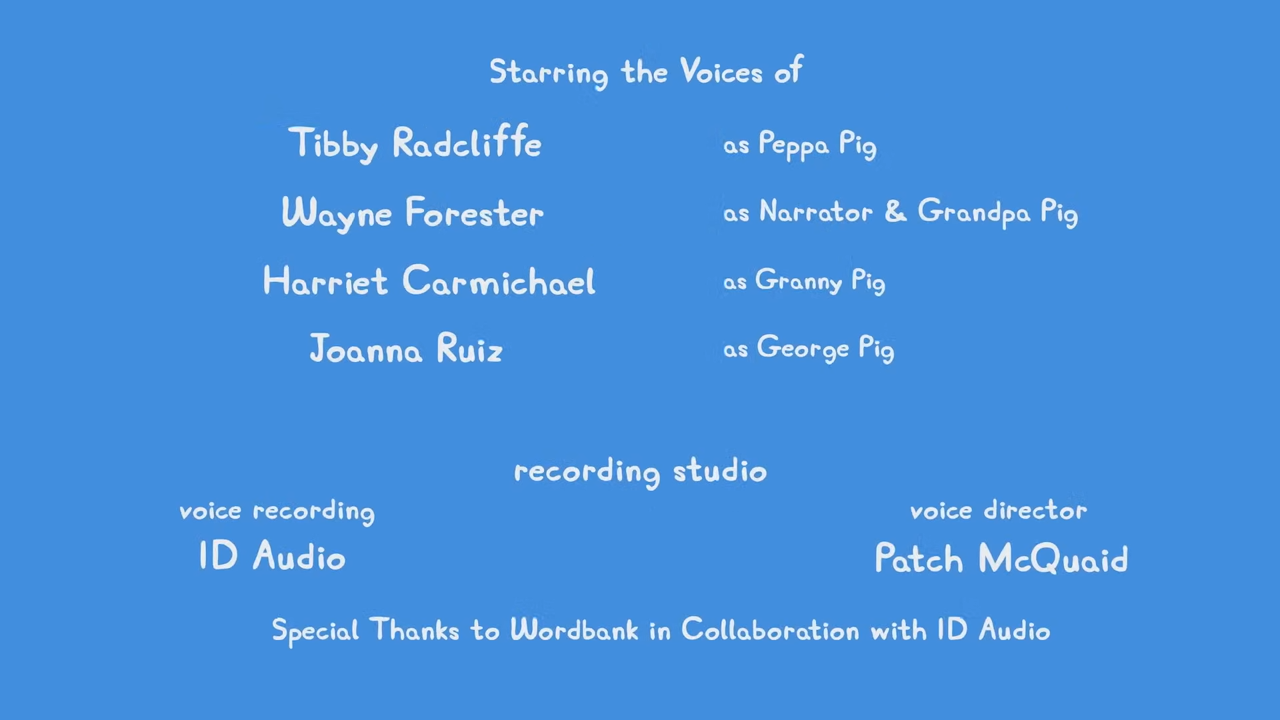 Starring the Voices of
Tibby Radcliffe as Peppa Pig
Wayne Forester as Narrator & Grandpa Pig
Harriet Carmichael as Granny Pig
Joanna Ruiz as George Pig
recording studio
voice recording voice director
ID Audio Patch McQuaid
Special Thanks to Wordbank in Collaboration with ID Audio